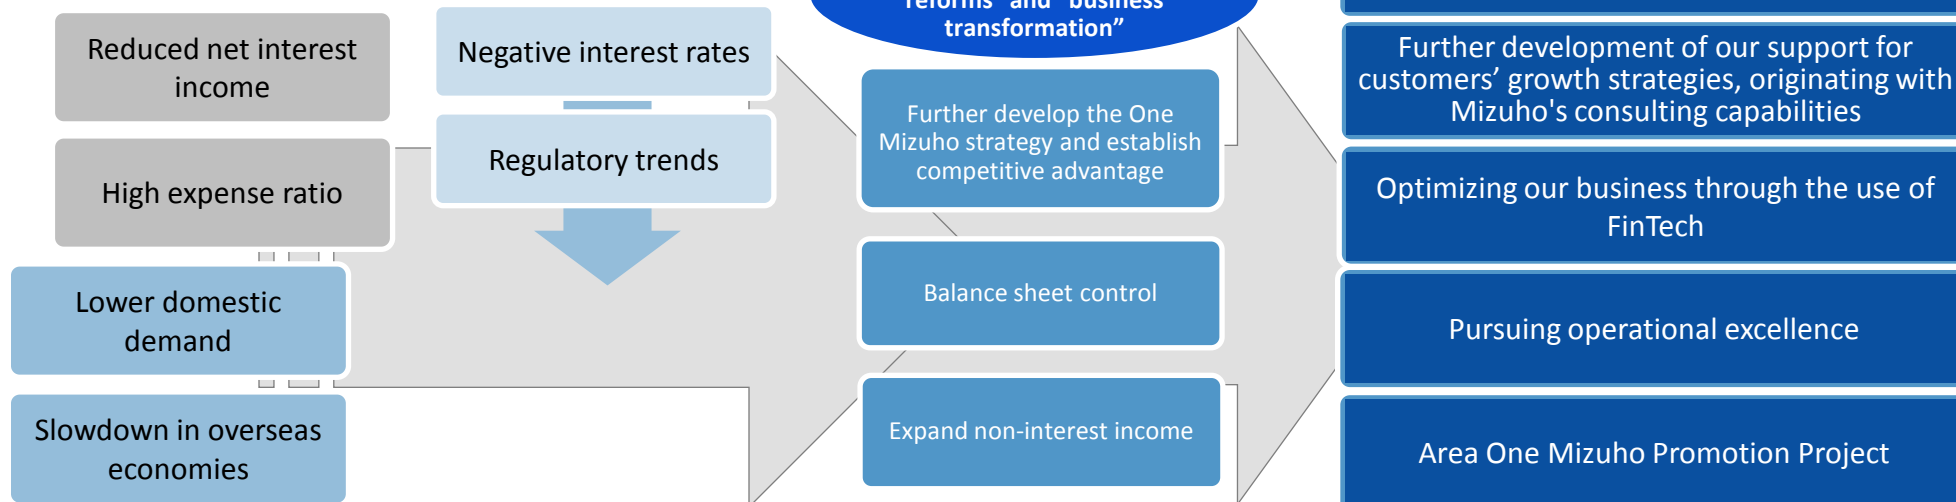 Reduced net interest
income
High expense ratio
Lower domestic
demand
Slowdown in overseas
economies
Negative interest rates
Regulatory trends
reforms” and “business
transformation”
Further develop the One
Mizuho strategy and establish
competitive advantage
Balance sheet control
Expand non-interest income
Further development of our support for
customers’ growth strategies, originating with
Mizuho's consulting capabilities
Optimizing our business through the use of
FinTech
Pursuing operational excellence
Area One Mizuho Promotion Project